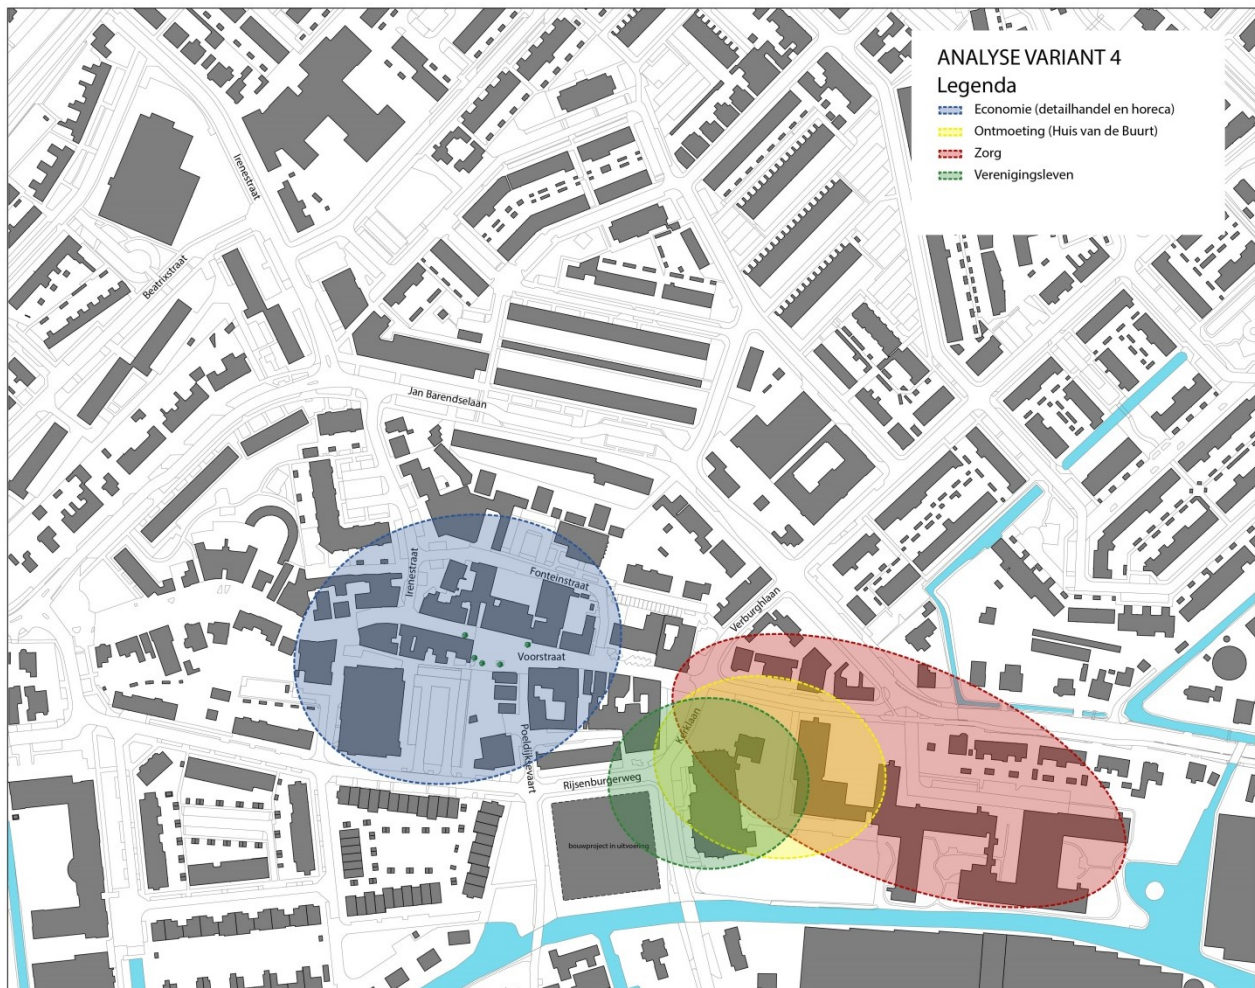 ANALYSE VARIANT 4
Legenda
Economie (detailhandel en horeca)
Ontmoeting (Huis van de Buurt)
Zorg
Verenigingsleven
Irenestraat
Beatrixstraat
Jan Barendselaan
Irenestraat
Fonteinstraat
Verburghlaan
Voorstraat
Kerklaan
Poeldijksevaart
Rijsenburgerweg
bouwproject in uitvoering